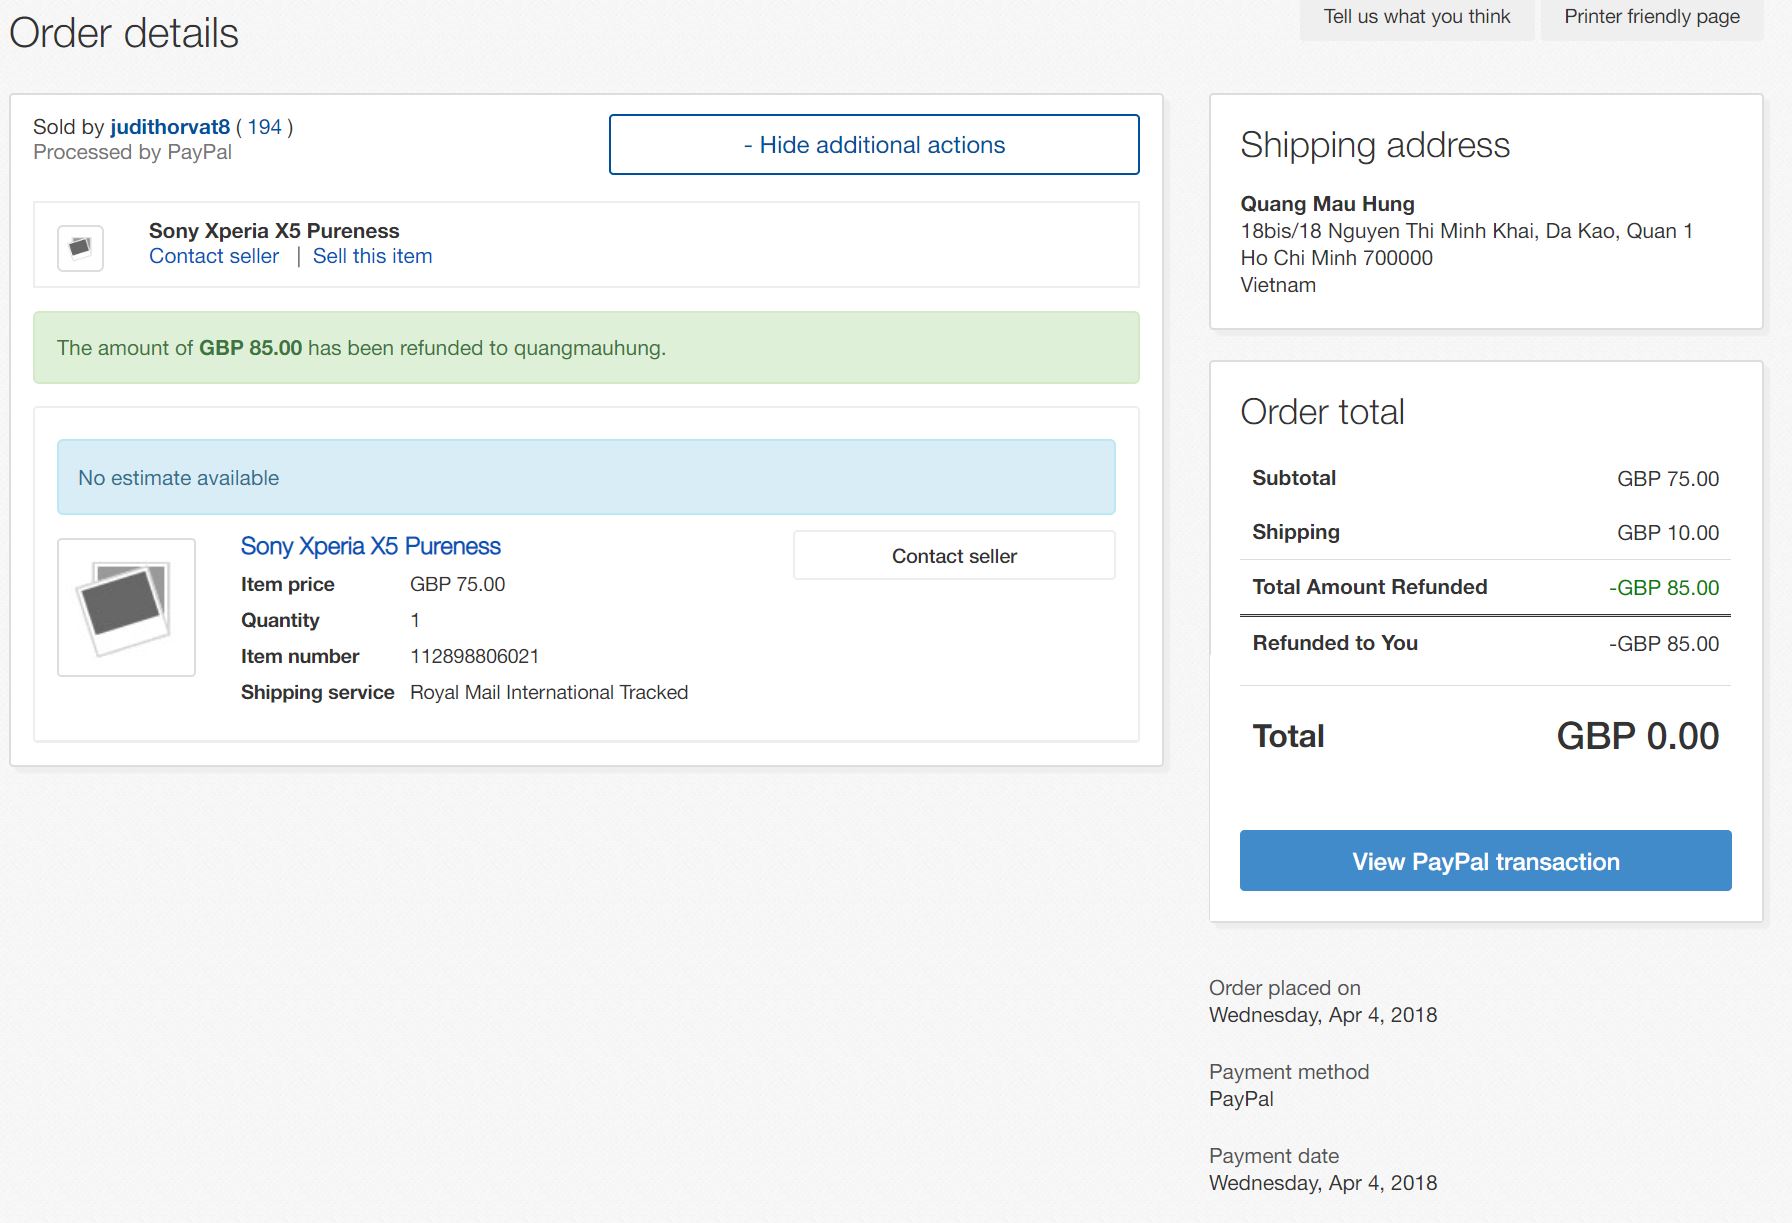 Order details
Tell us what you think
Printer friendly page
Sold by judithorvat8 ( 194 )
Processed by PayPal
- Hide additional actions
Sony Xperia X5 Pureness
Contact seller | Sell this item
The amount of GBP 85.00 has been refunded to quangmauhung.
No estimate available
Sony Xperia X5 Pureness
Contact seller
Item price GBP 75.00
Quantity 1
Item number 112898806021
Shipping service Royal Mail International Tracked
Shipping address
Quang Mau Hung
18bis/18 Nguyen Thi Minh Khai, Da Kao, Quan 1
Ho Chi Minh 700000
Vietnam
Order total
Subtotal GBP 75.00
Shipping GBP 10.00
Total Amount Refunded -GBP 85.00
Refunded to You -GBP 85.00
Total GBP 0.00
View PayPal transaction
Order placed on
Wednesday, Apr 4, 2018
Payment method
PayPal
Payment date
Wednesday, Apr 4, 2018